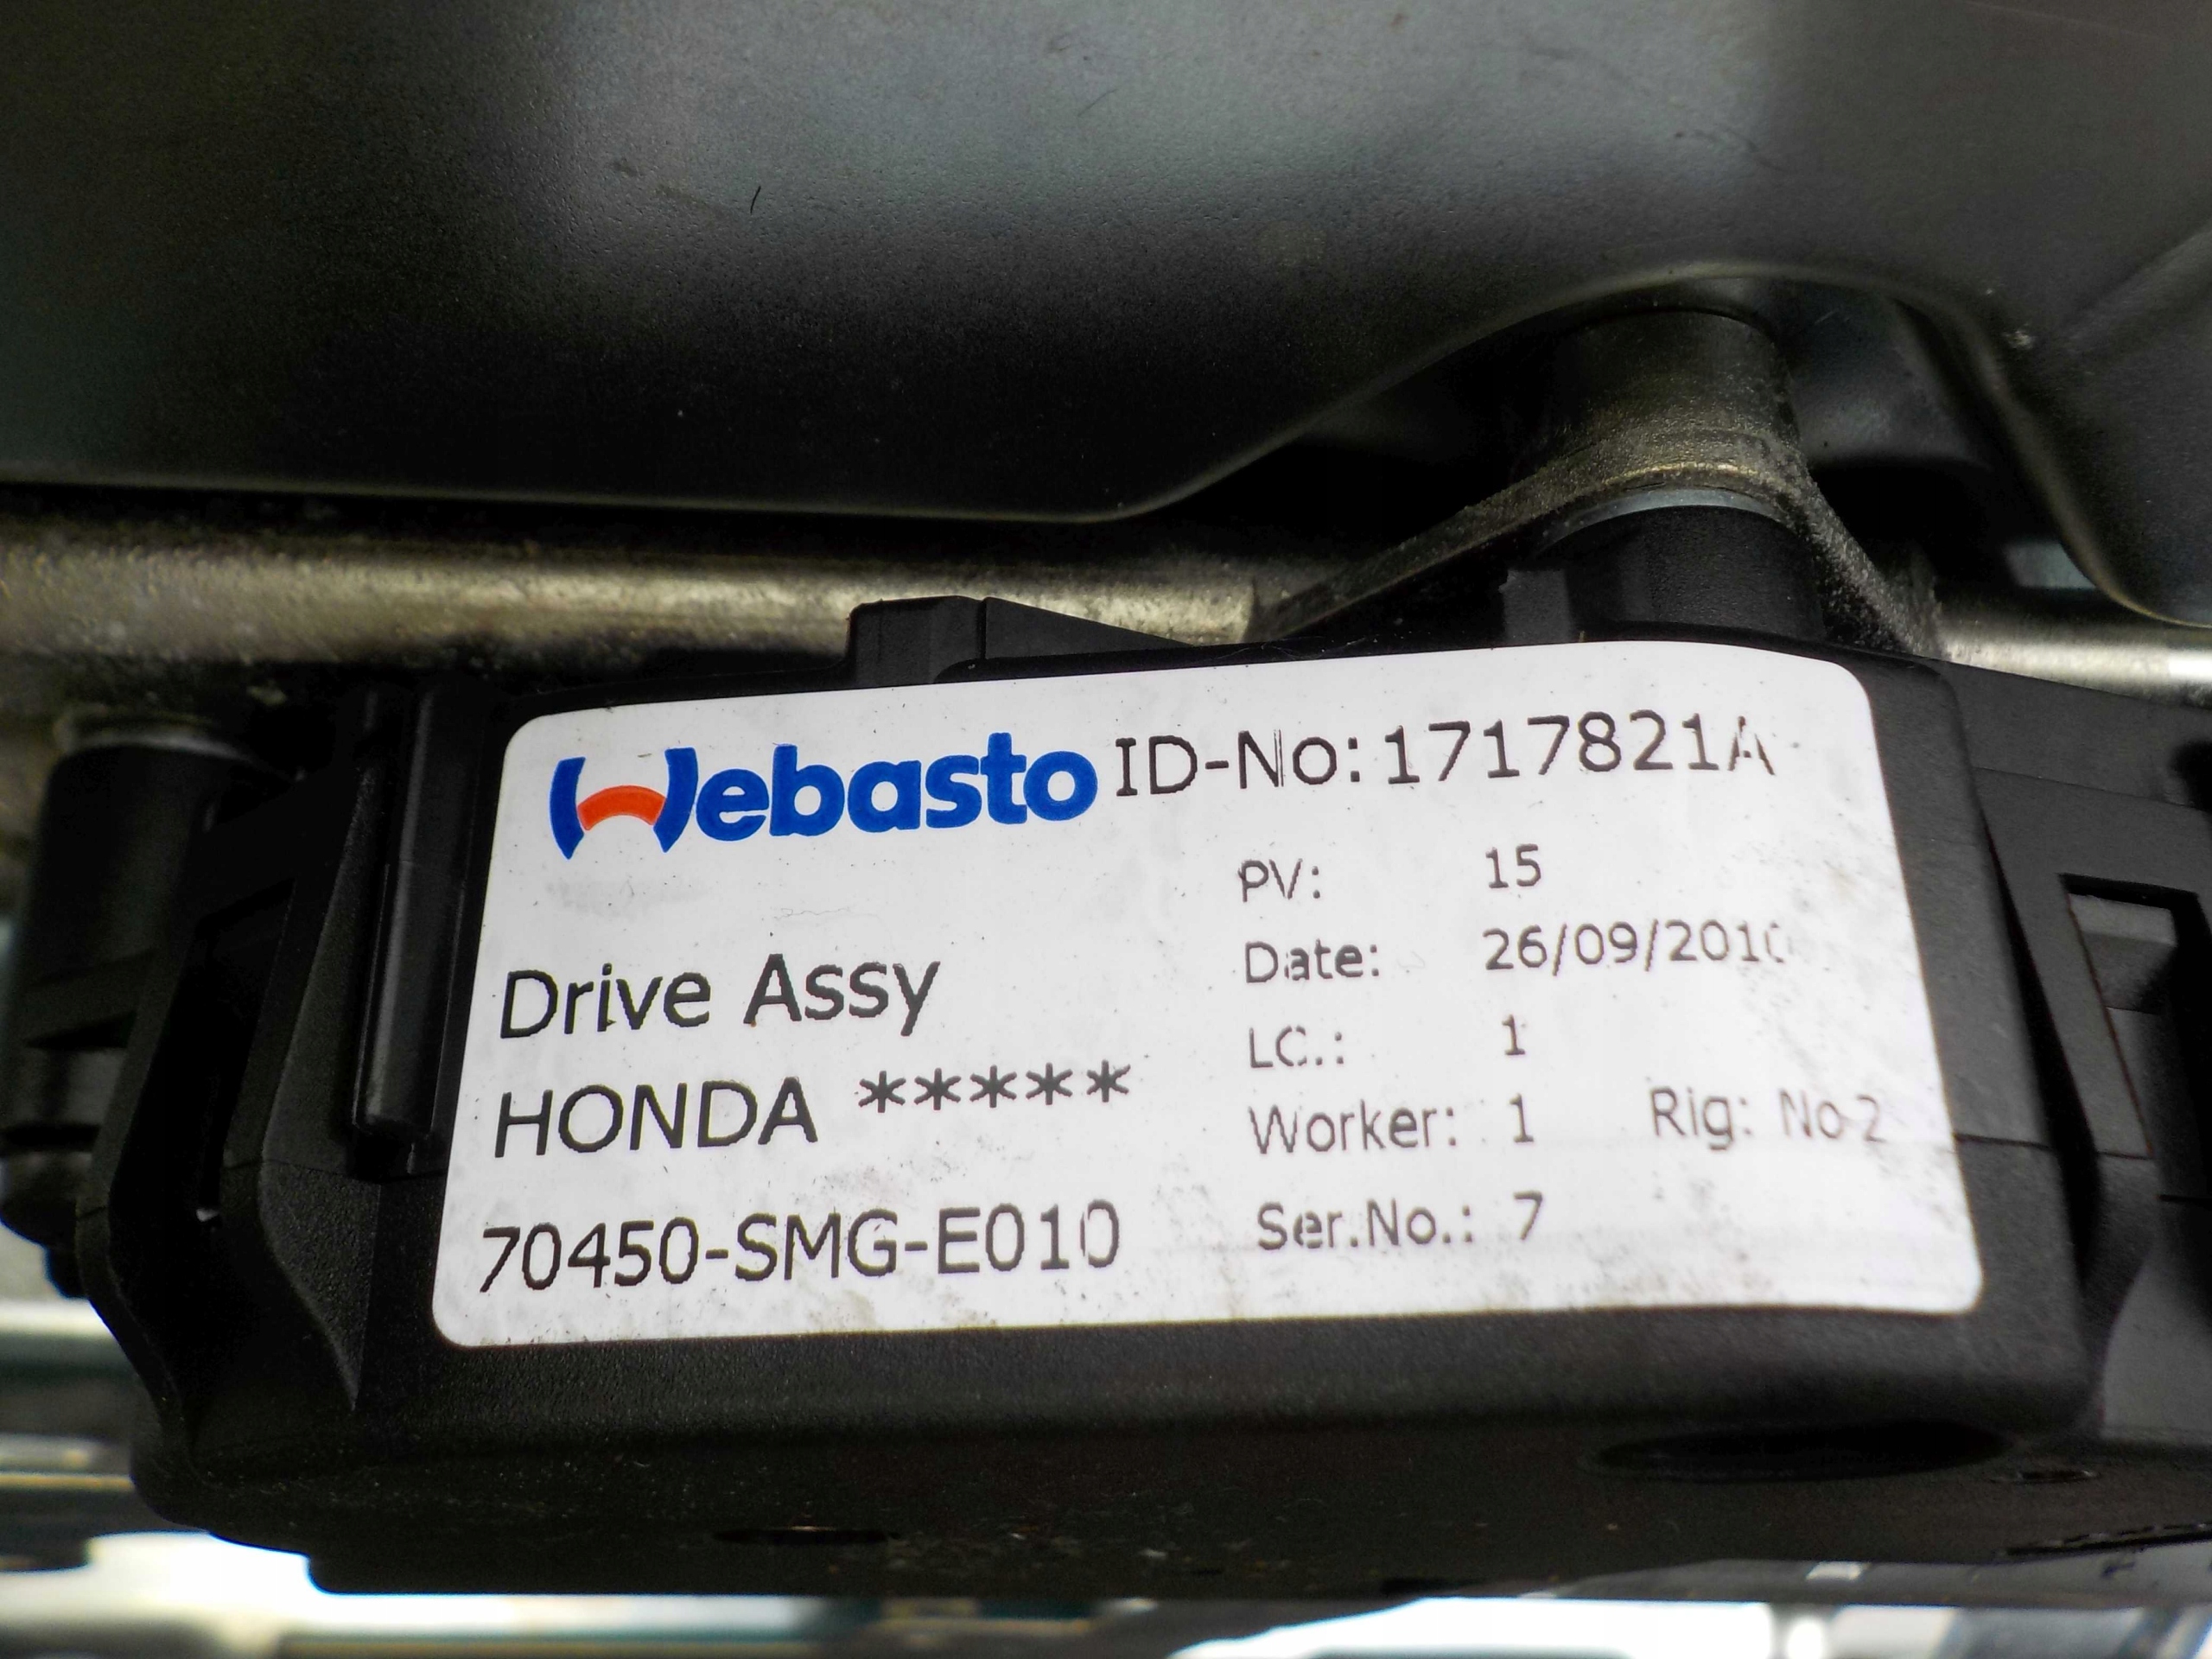 Webasto ID-No: 1717821A
PV: 15
Date: 26/09/2010
Drive Assy
LC.: 1
HONDA *****
Worker: 1 Rig: No 2
70450-SMG-E010
Ser.No.: 7